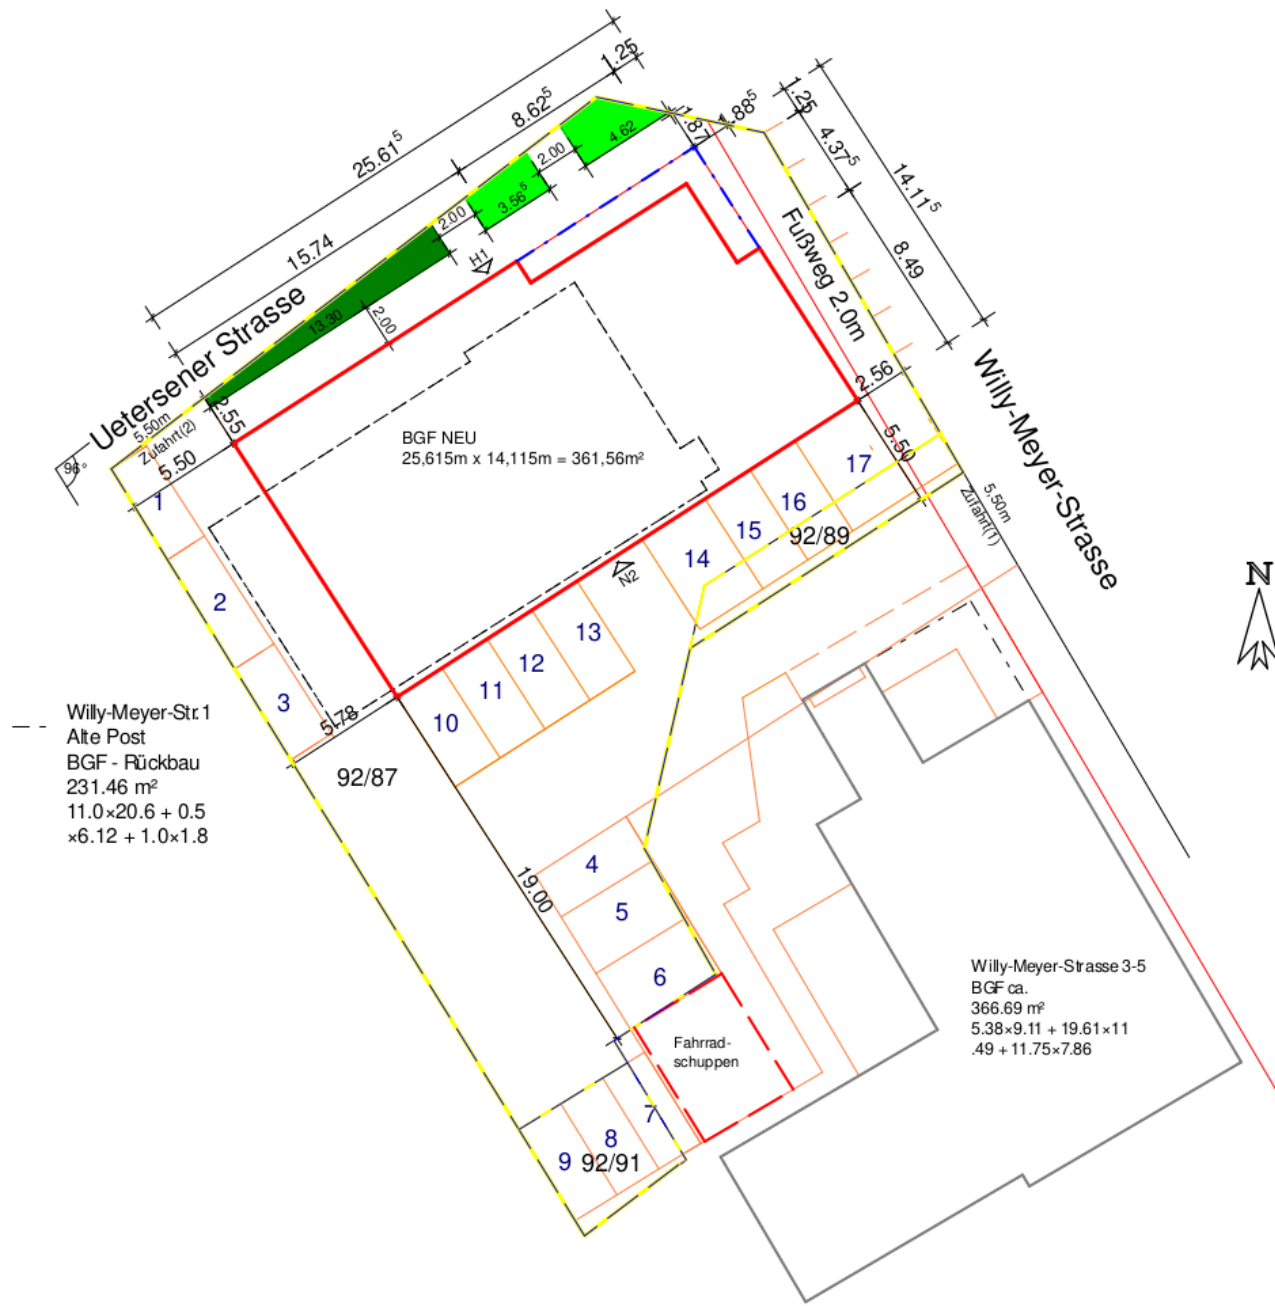 25.61⁵
8.62⁵
1.25
15.74
1.87
1.88⁵
1.25
4.37⁵
14.11⁵
8.49
4.62
2.00
3.56⁵
2.00
13.30
2.00
H1
Uetersener Strasse
5,50m
Zufahrt(2)
2.55
5.50
96°
Fußweg 2.0m
2.56
5.50
Willy-Meyer-Strasse
5,50m
Zufahrt(1)
BGF NEU
25,615m x 14,115m = 361,56m²
N
1
2
3
17
16
15
14
92/89
N2
13
12
11
10
5.78
92/87
Willy-Meyer-Str.1
Alte Post
BGF - Rückbau
231.46 m²
11.0×20.6 + 0.5
×6.12 + 1.0×1.8
19.00
4
5
6
Fahrrad-
schuppen
7
8
9
92/91
Willy-Meyer-Strasse 3-5
BGF ca.
366.69 m²
5.38×9.11 + 19.61×11
.49 + 11.75×7.86